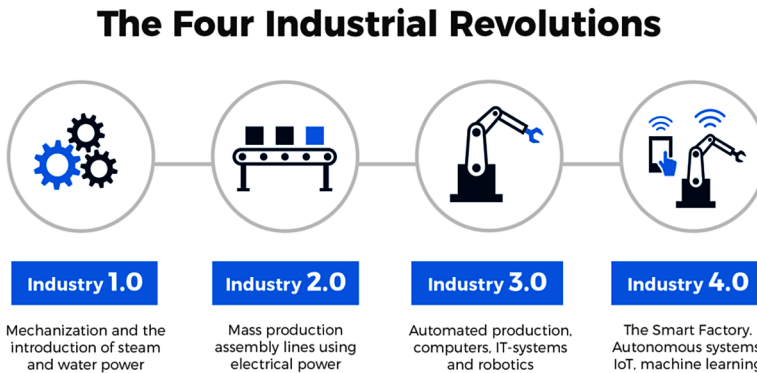 The Four Industrial Revolutions
Industry 1.0
Industry 2.0
Industry 3.0
Industry 4.0
Mechanization and the
introduction of steam
and water power
Mass production
assembly lines using
electrical power
Automated production,
computers, IT-systems
and robotics
The Smart Factory.
Autonomous systems
IoT, machine learning